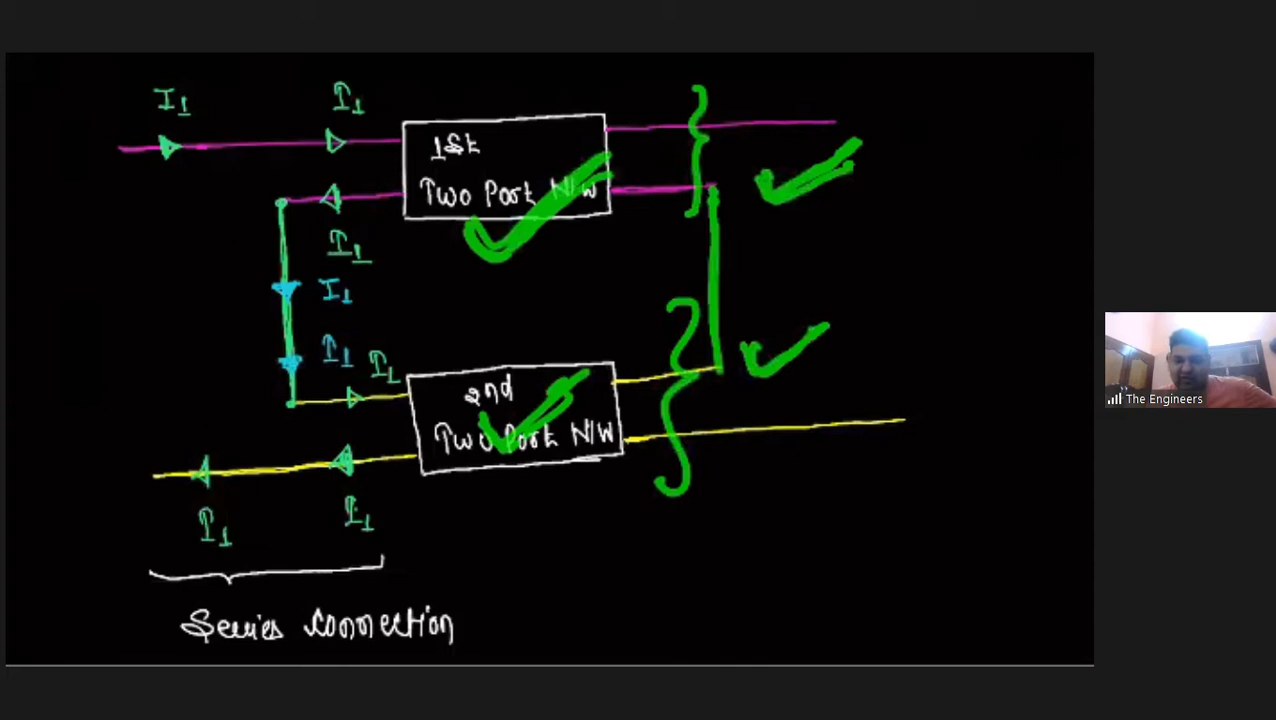 I1
I1
1st
Two Port N/W
I1
I1
I1
I1
2nd
Two Port N/W
I1
I1
Series connection
The Engineers